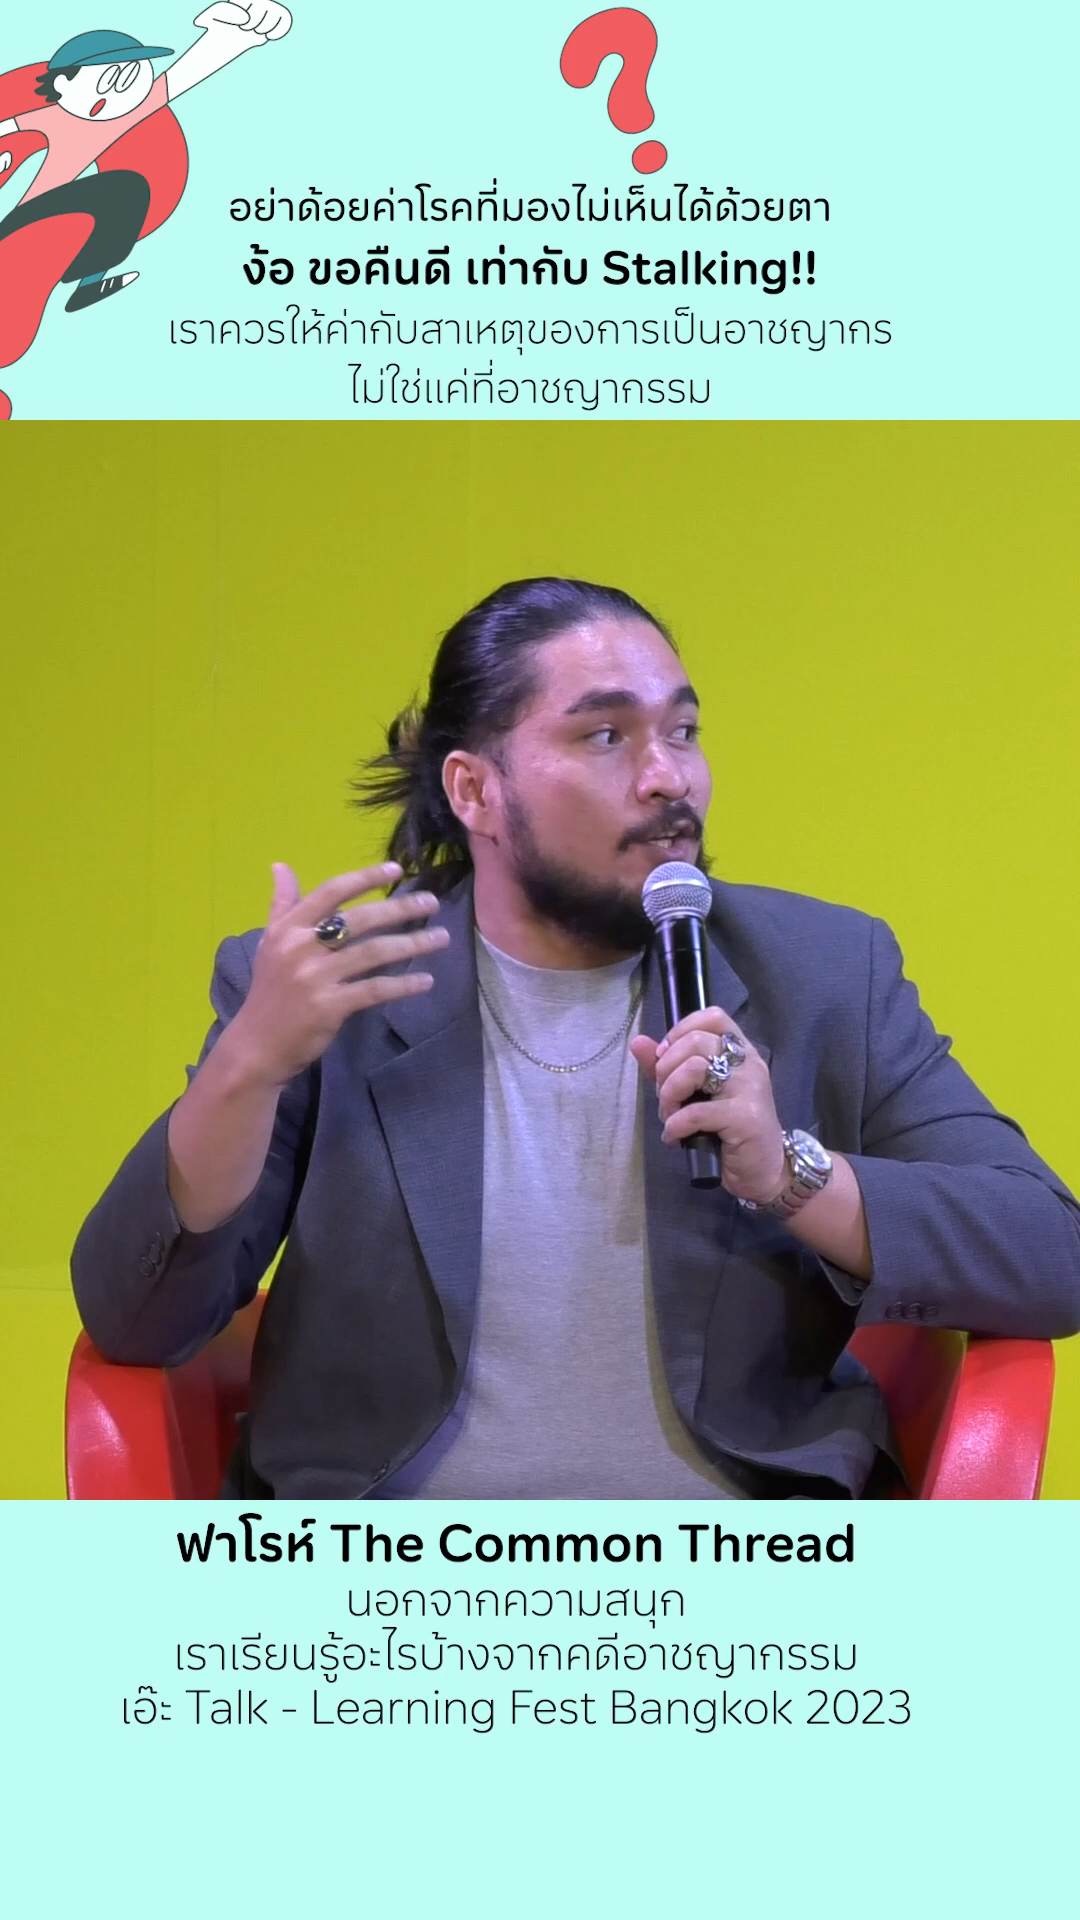 อย่าด้อยค่าโรคที่มองไม่เห็นได้ด้วยตา
ง้อ ขอคืนดี เท่ากับ Stalking!!
เราควรให้ค่ากับสาเหตุของการเป็นอาชญากร
ไม่ใช่แค่ที่อาชญากรรม
ฟาโรห์ The Common Thread
นอกจากความสนุก
เราเรียนรู้อะไรบ้างจากคดีอาชญากรรม
เอ๊ะ Talk - Learning Fest Bangkok 2023